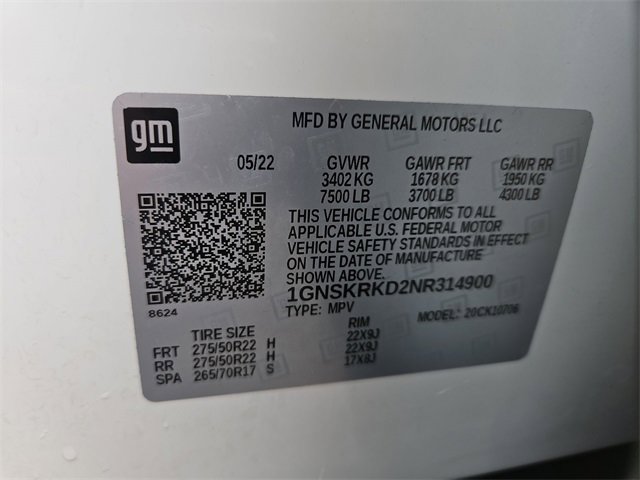 gm
MFD BY GENERAL MOTORS LLC
05/22 GVWR GAWR FRT GAWR RR
3402 KG 1678 KG 1950 KG
7500 LB 3700 LB 4300 LB
THIS VEHICLE CONFORMS TO ALL
APPLICABLE U.S. FEDERAL MOTOR
VEHICLE SAFETY STANDARDS IN EFFECT
ON THE DATE OF MANUFACTURE
SHOWN ABOVE.
1GNSKRKD2NR314900
8624 TYPE: MPV MODEL: 20CK10706
TIRE SIZE RIM
FRT 275/50R22 H 22X9J
RR 275/50R22 H 22X9J
SPA 265/70R17 S 17X8J